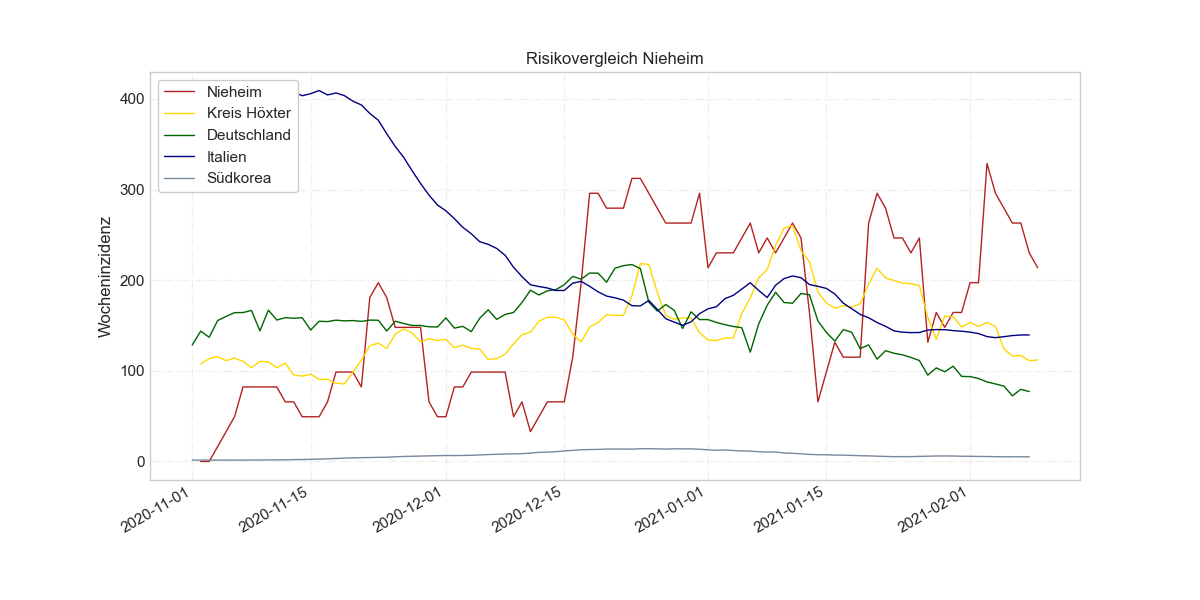 Risikovergleich Nieheim
Nieheim
Kreis Höxter
Deutschland
Italien
Südkorea
Wocheninzidenz
400
300
200
100
0
2020-11-01
2020-11-15
2020-12-01
2020-12-15
2021-01-01
2021-01-15
2021-02-01